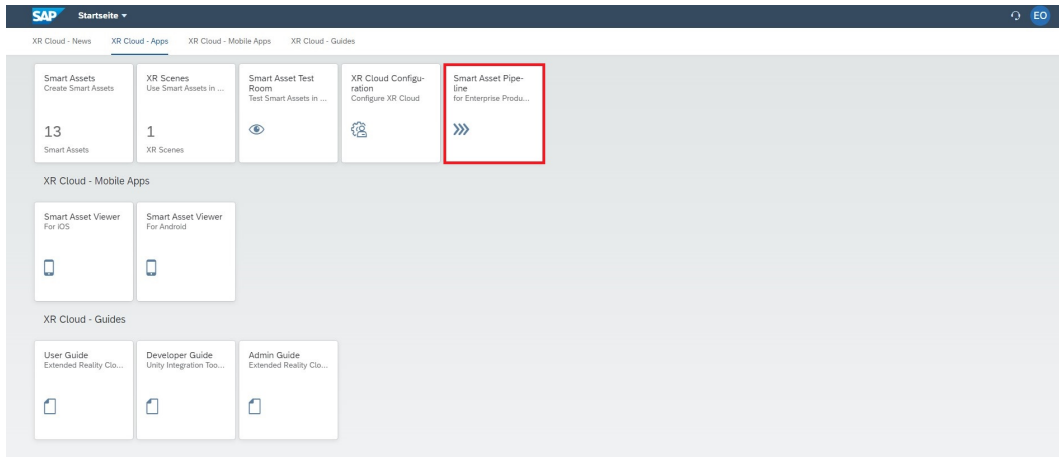 SAP Startseite
EO
XR Cloud - News XR Cloud - Apps XR Cloud - Mobile Apps XR Cloud - Guides
Smart Assets
Create Smart Assets
13
Smart Assets
XR Scenes
Use Smart Assets in ...
1
XR Scenes
Smart Asset Test
Room
Test Smart Assets in ...
XR Cloud Configu-
ration
Configure XR Cloud
Smart Asset Pipe-
line
for Enterprise Produ...
XR Cloud - Mobile Apps
Smart Asset Viewer
For iOS
Smart Asset Viewer
For Android
XR Cloud - Guides
User Guide
Extended Reality Clo...
Developer Guide
Unity Integration Too...
Admin Guide
Extended Reality Clo...